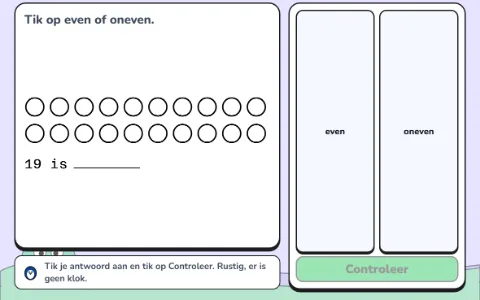 Tik op even of oneven.
19 is
even
oneven
Tik je antwoord aan en tik op Controleer. Rustig, er is
geen klok.
Controleer